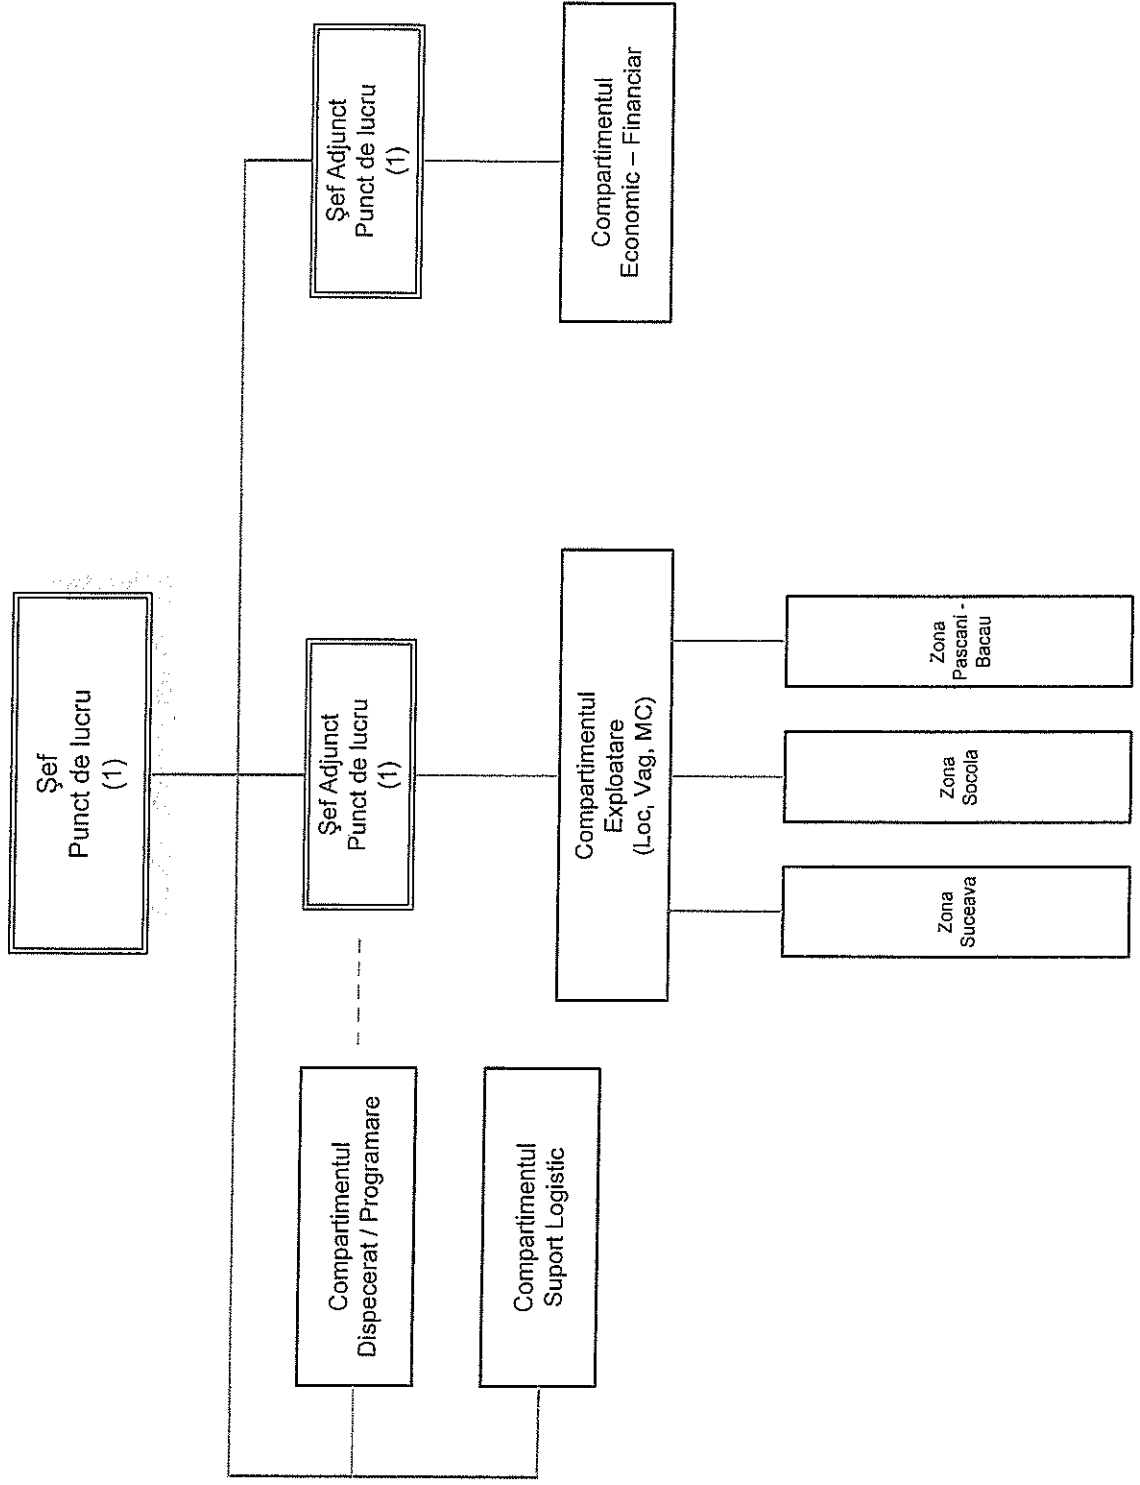 Şef
Punct de lucru
(1)
Şef Adjunct
Punct de lucru
(1)
Şef Adjunct
Punct de lucru
(1)
Compartimentul
Dispecerat / Programare
Compartimentul
Suport Logistic
Compartimentul
Exploatare
(Loc, Vag, MC)
Compartimentul
Economic – Financiar
Zona
Suceava
Zona
Socola
Zona
Pascani -
Bacau